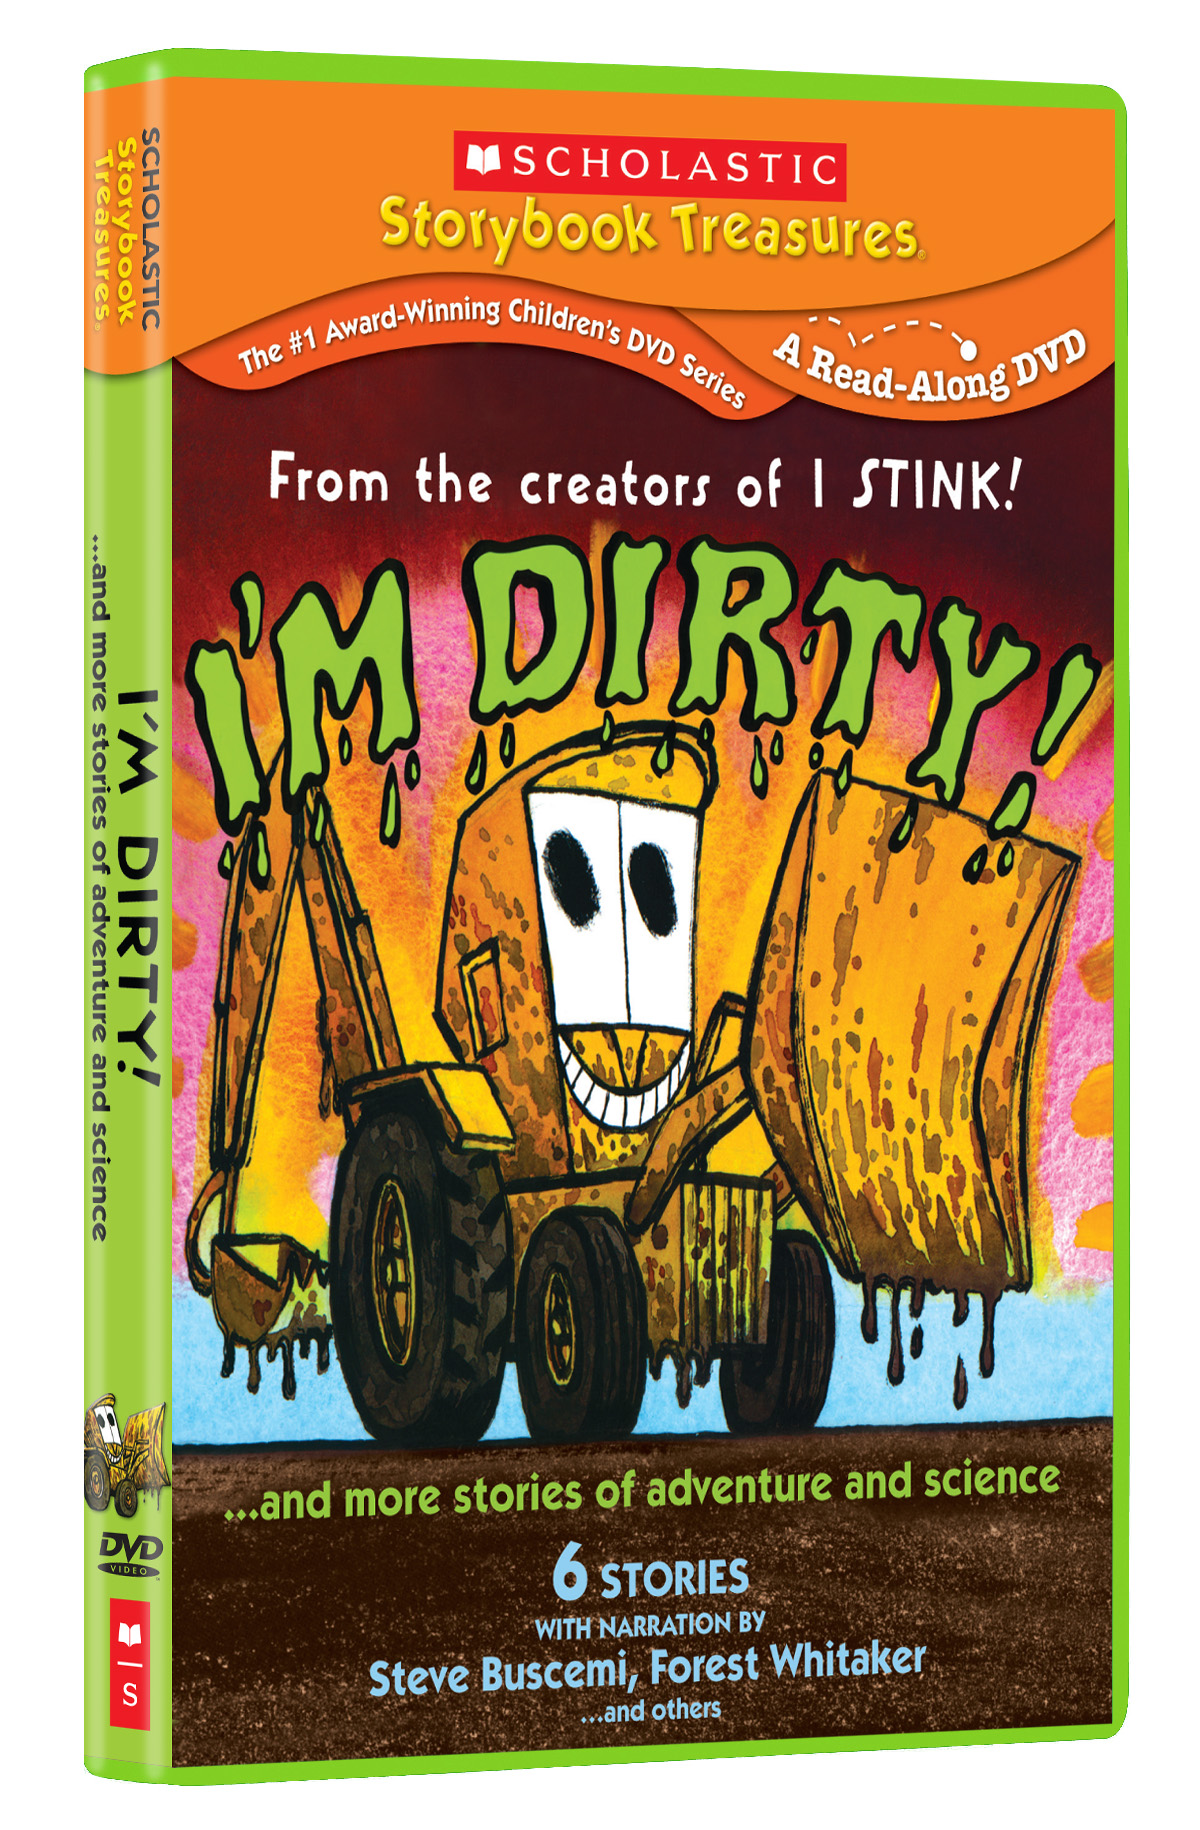 SCHOLASTIC
Storybook Treasures®
The #1 Award-Winning Children's DVD Series
A Read-Along DVD
From the creators of I STINK!
I'M DIRTY!
...and more stories of adventure and science
6 STORIES
WITH NARRATION BY
Steve Buscemi, Forest Whitaker
...and others
SCHOLASTIC
Storybook
Treasures®
I'M DIRTY!
...and more stories of adventure and science
DVD
VIDEO
S